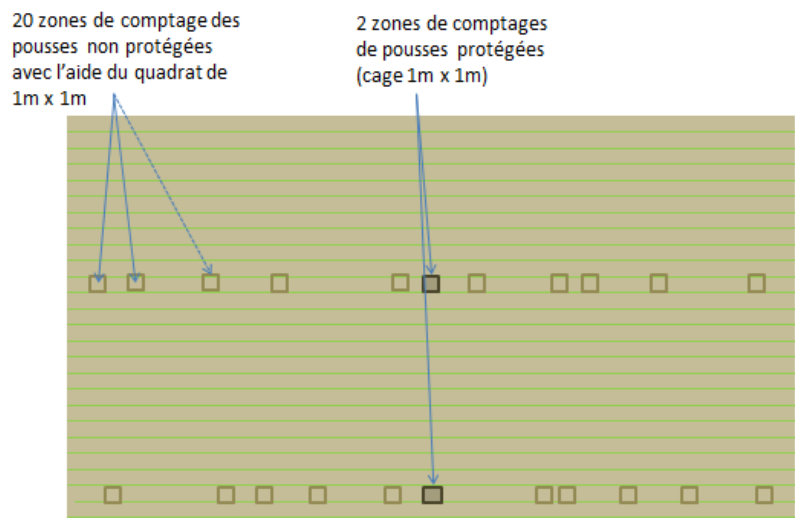 20 zones de comptage des
pousses non protégées
avec l'aide du quadrat de
1m x 1m
2 zones de comptages
de pousses protégées
(cage 1m x 1m)